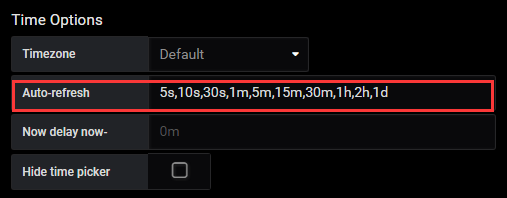 Time Options
Timezone Default
Auto-refresh 5s,10s,30s,1m,5m,15m,30m,1h,2h,1d
Now delay now- 0m
Hide time picker